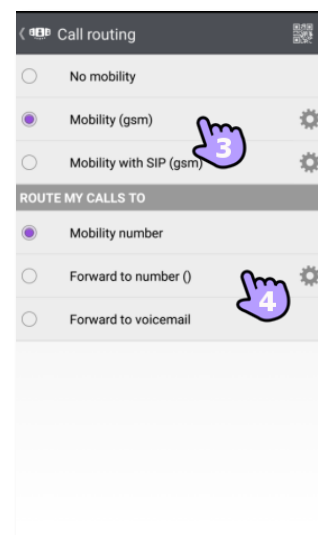 Call routing
No mobility
Mobility (gsm)
3
Mobility with SIP (gsm)
ROUTE MY CALLS TO
Mobility number
Forward to number ()
4
Forward to voicemail